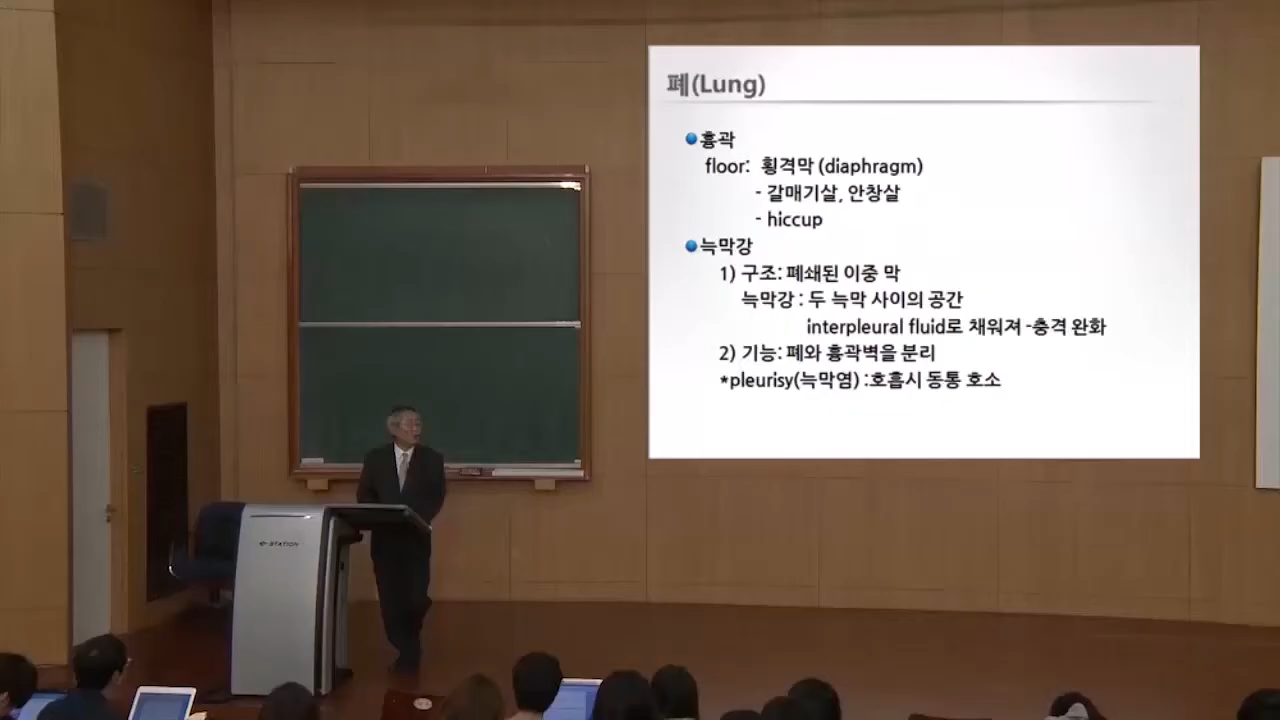 폐(Lung)
흉곽
floor: 횡격막 (diaphragm)
- 갈매기살, 안창살
- hiccup
늑막강
1) 구조: 폐쇄된 이중 막
늑막강 : 두 늑막 사이의 공간
interpleural fluid로 채워져 -충격 완화
2) 기능: 폐와 흉곽벽을 분리
*pleurisy(늑막염) :호흡시 동통 호소
e-STATION